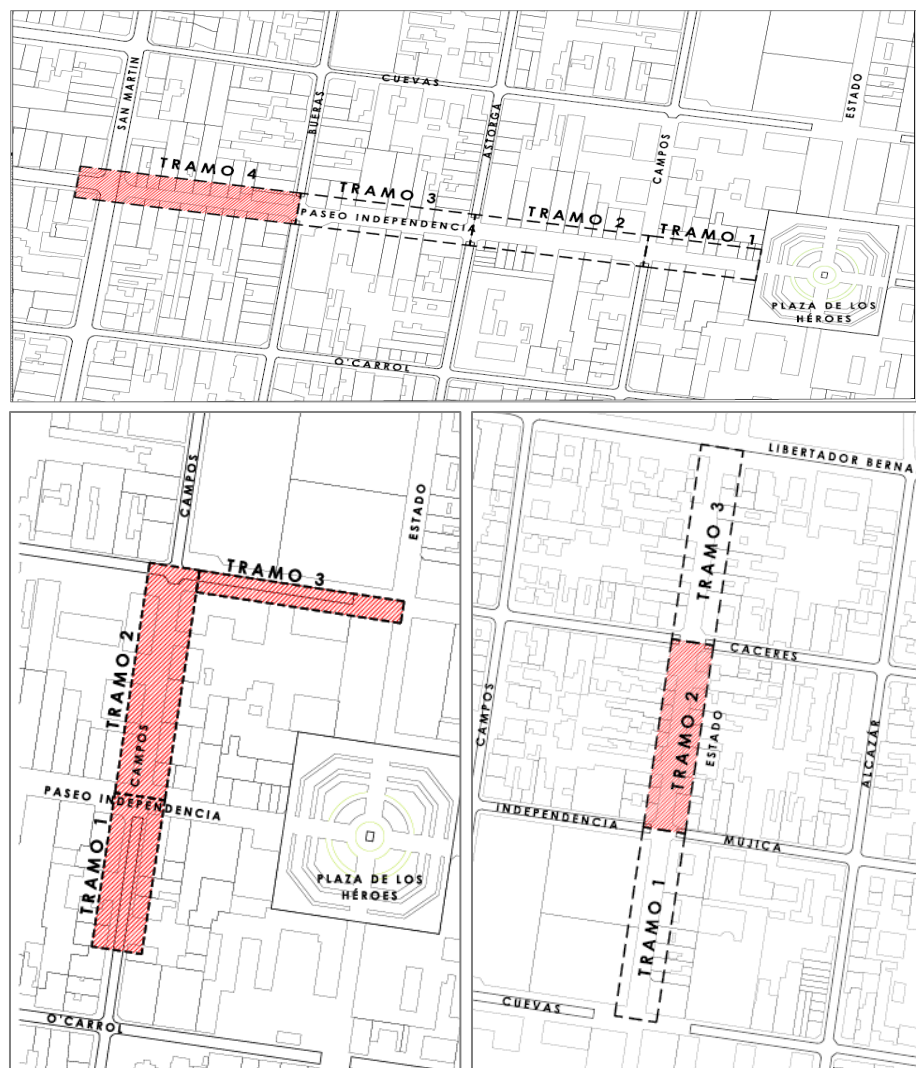 CUEVAS
SAN MARTIN
BUERAS
ASTORGA
CAMPOS
ESTADO
TRAMO 4
TRAMO 3
TRAMO 2
TRAMO 1
PASEO INDEPENDENCIA
PLAZA DE LOS
HÉROES
O'CARROL
CAMPOS
ESTADO
TRAMO 3
TRAMO 2
CAMPOS
PASEO INDEPENDENCIA
TRAMO 1
PLAZA DE LOS
HÉROES
O'CARROL
LIBERTADOR BERNA
TRAMO 3
CACERES
CAMPOS
TRAMO 2
ESTADO
ALCAZÁR
INDEPENDENCIA
MUJICA
TRAMO 1
CUEVAS